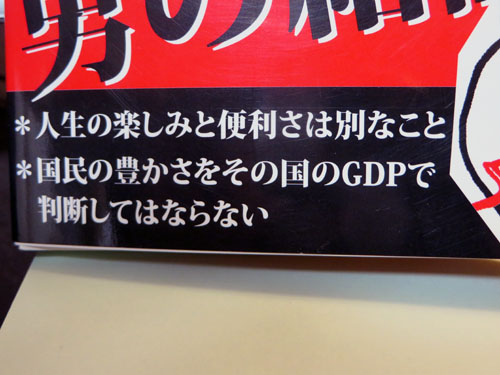 男の
＊人生の楽しみと便利さは別なこと
＊国民の豊かさをその国のGDPで
判断してはならない